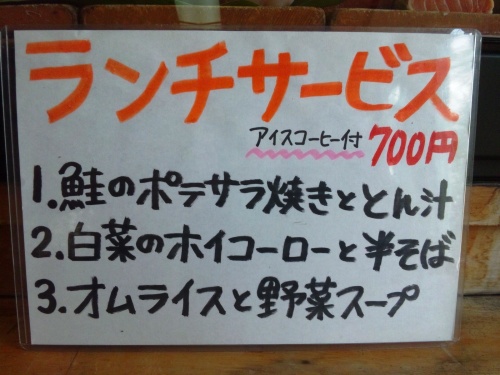 ランチサービス
アイスコーヒー付 700円
1.鮭のポテサラ焼きととん汁
2.白菜のホイコーローと半そば
3.オムライスと野菜スープ